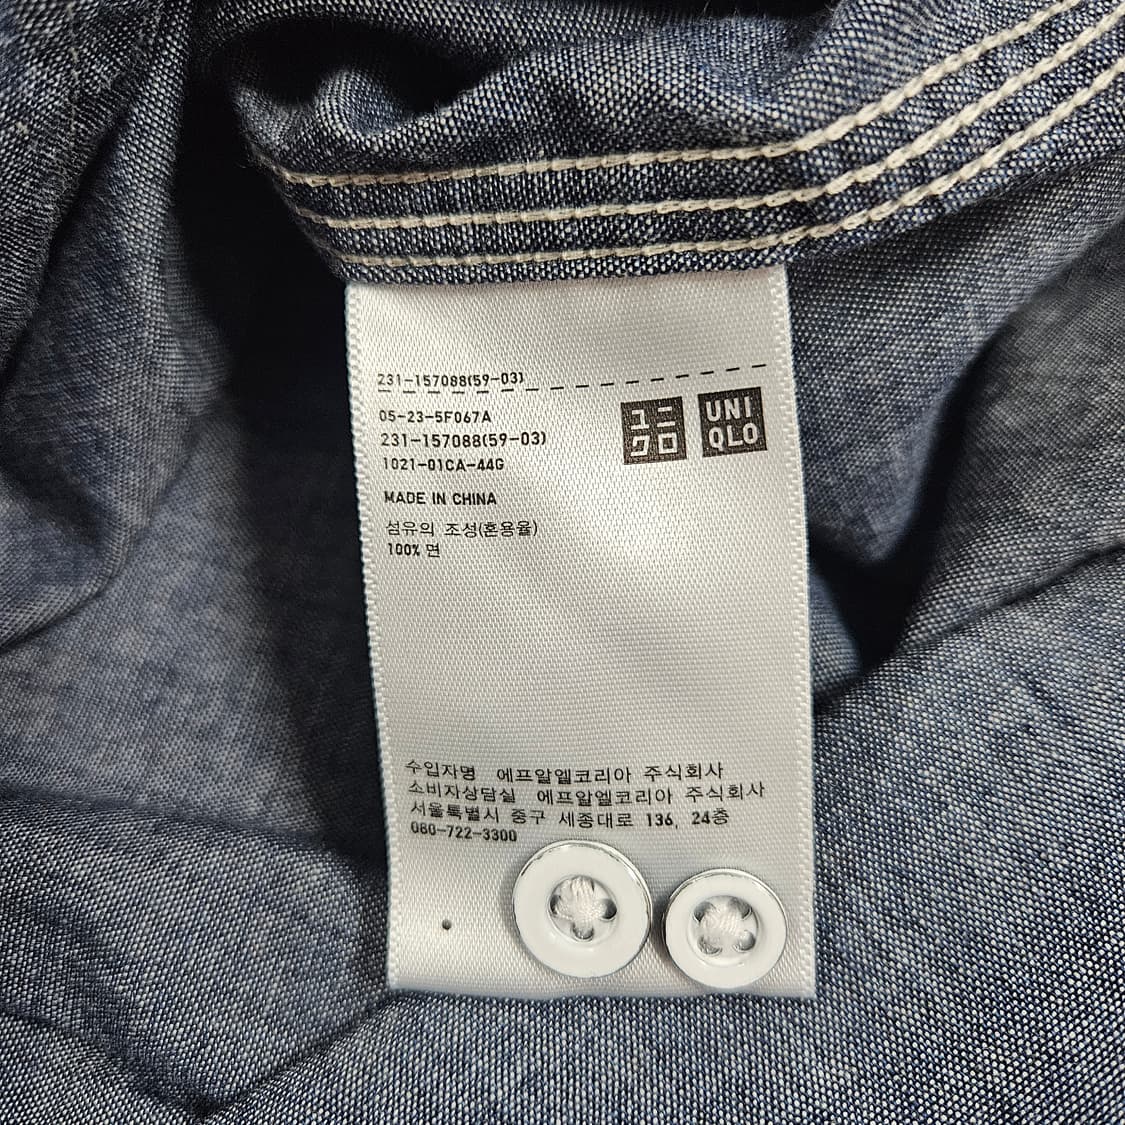 231-157088(59-03)
05-23-5F067A
231-157088(59-03)
1021-01CA-44G
ユニ
クロ
UNI
QLO
MADE IN CHINA
섬유의 조성(혼용율)
100% 면
수입자명 에프알엘코리아 주식회사
소비자상담실 에프알엘코리아 주식회사
서울특별시 중구 세종대로 136, 24층
080-722-3300